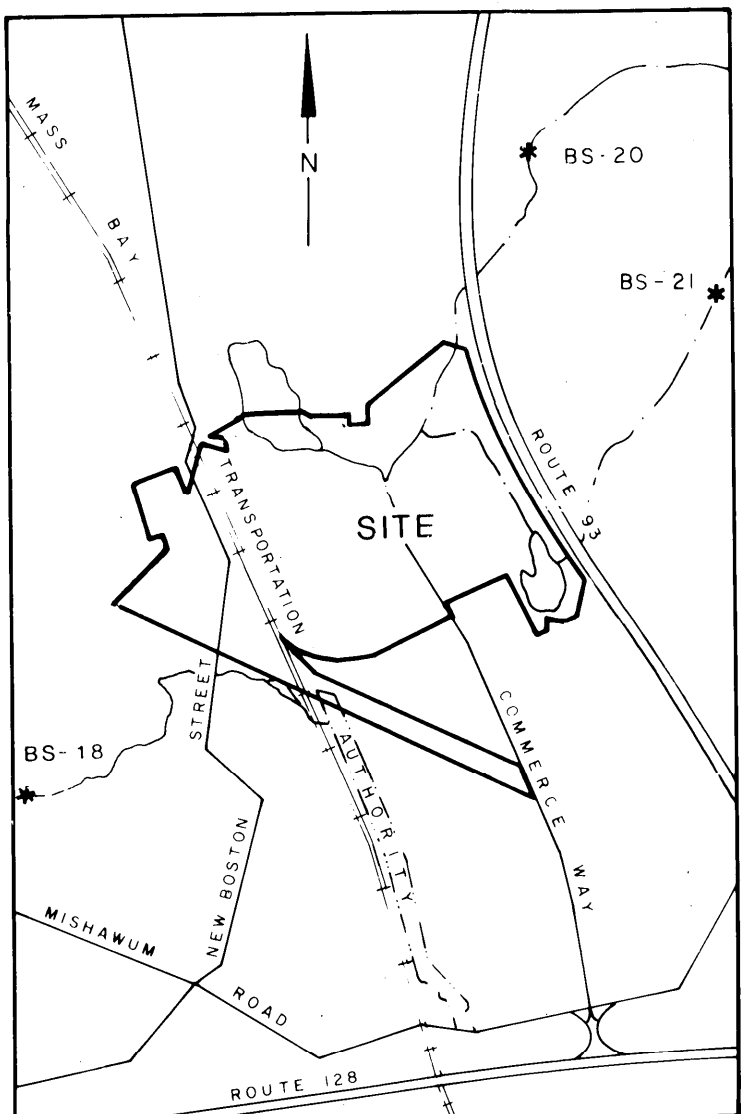 MASS
BAY
N
BS-20
BS-21
TRANSPORTATION
ROUTE 93
SITE
STREET
COMMERCE WAY
BS-18
AUTHORITY
NEW BOSTON
MISHAWUM
ROAD
ROUTE 128